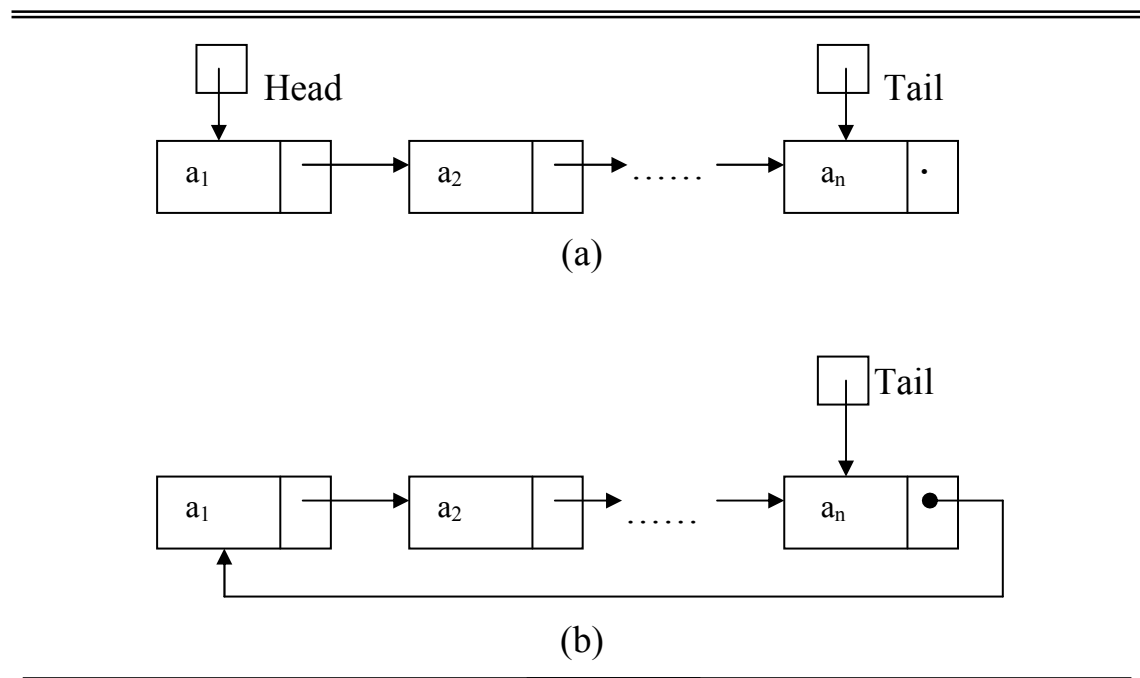 Head Tail
a₁ a₂ ...... aₙ .
(a)
Tail
a₁ a₂ ...... aₙ
(b)